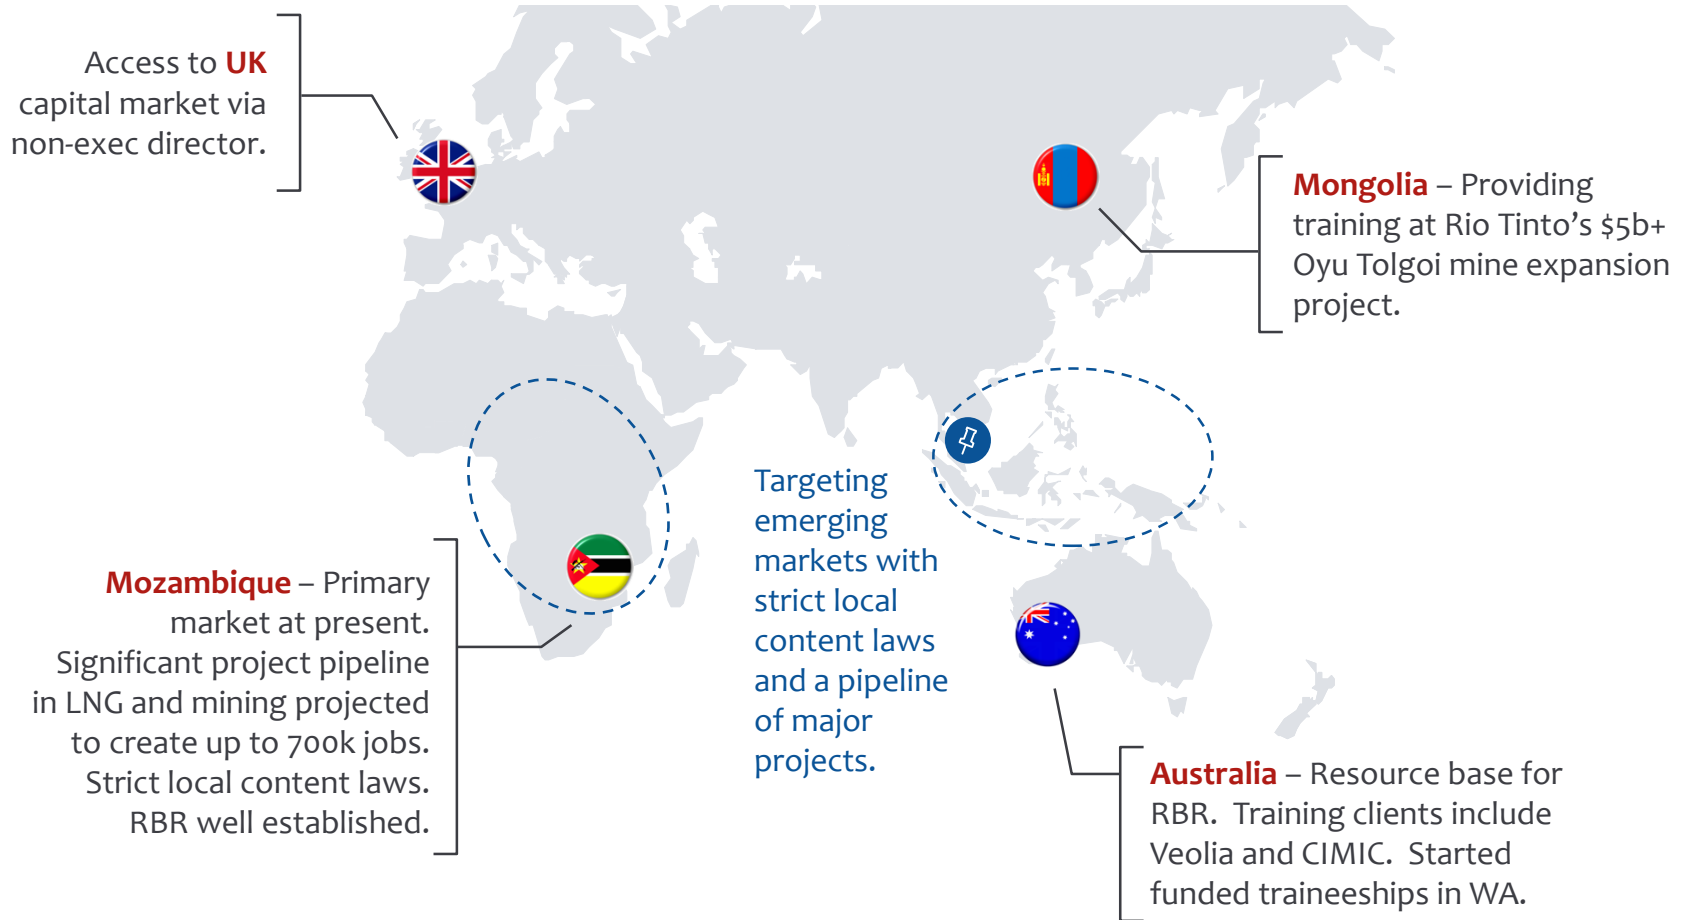 Access to UK
capital market via
non-exec director.
Mongolia – Providing
training at Rio Tinto’s $5b+
Oyu Tolgoi mine expansion
project.
Targeting
emerging
markets with
strict local
content laws
and a pipeline
of major
projects.
Mozambique – Primary
market at present.
Significant project pipeline
in LNG and mining projected
to create up to 700k jobs.
Strict local content laws.
RBR well established.
Australia – Resource base for
RBR.  Training clients include
Veolia and CIMIC.  Started
funded traineeships in WA.